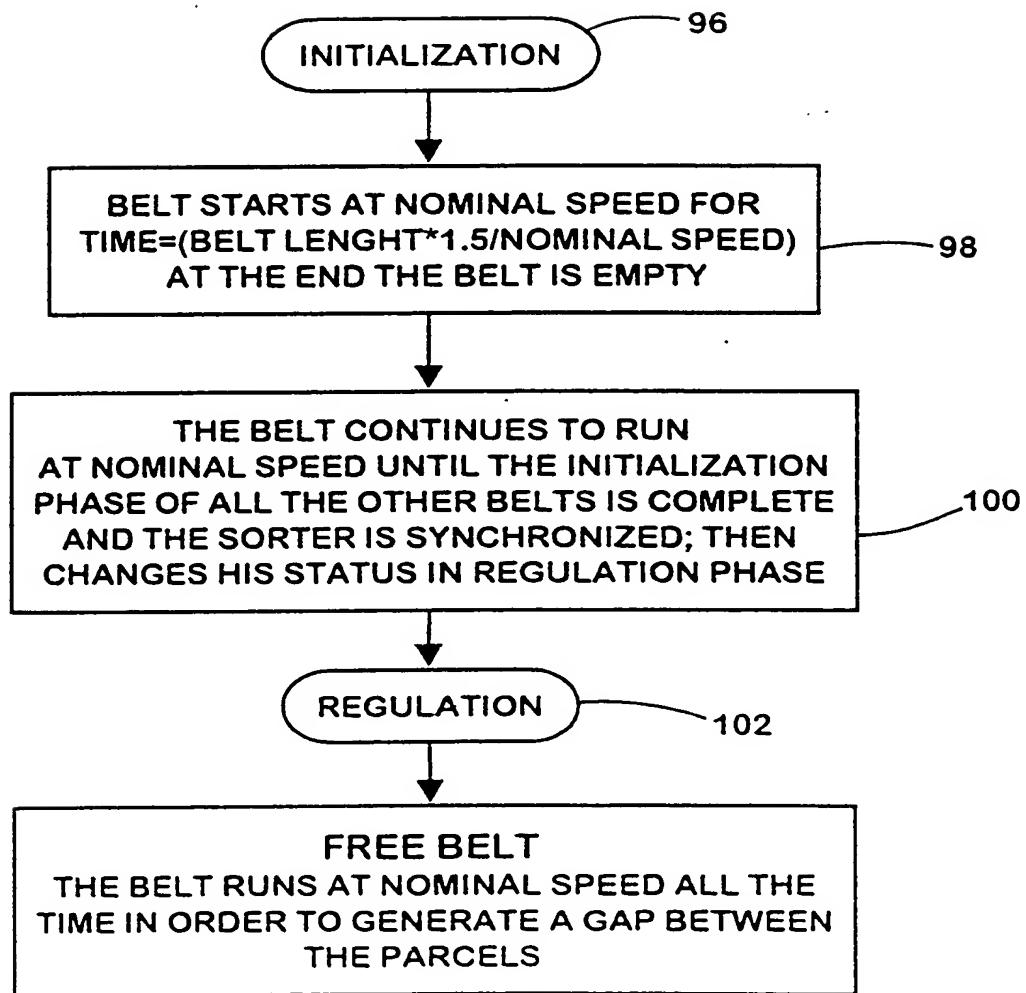 INITIALIZATION
96
BELT STARTS AT NOMINAL SPEED FOR
TIME=(BELT LENGHT*1.5/NOMINAL SPEED)
AT THE END THE BELT IS EMPTY
98
THE BELT CONTINUES TO RUN
AT NOMINAL SPEED UNTIL THE INITIALIZATION
PHASE OF ALL THE OTHER BELTS IS COMPLETE
AND THE SORTER IS SYNCHRONIZED; THEN
CHANGES HIS STATUS IN REGULATION PHASE
100
REGULATION
102
FREE BELT
THE BELT RUNS AT NOMINAL SPEED ALL THE
TIME IN ORDER TO GENERATE A GAP BETWEEN
THE PARCELS